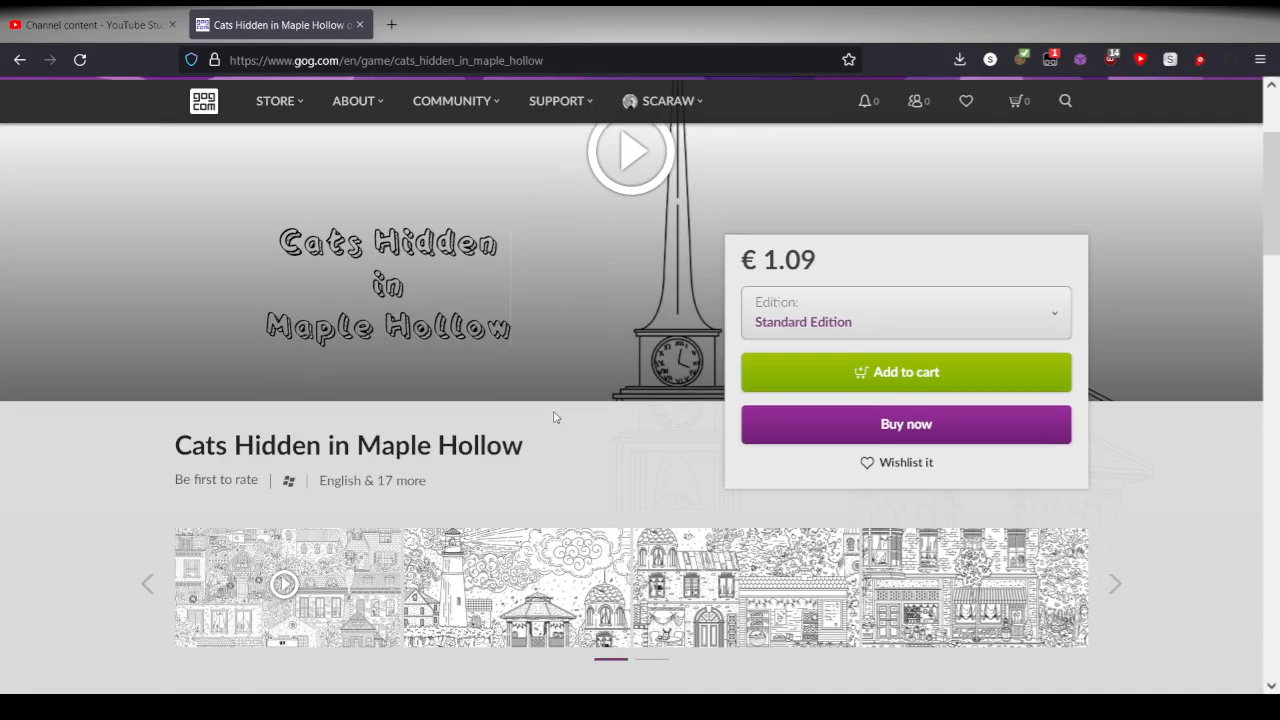 Channel content - YouTube Stu
Cats Hidden in Maple Hollow o
https://www.gog.com/en/game/cats_hidden_in_maple_hollow
14
1
S
S
gog
com
STORE
ABOUT
COMMUNITY
SUPPORT
SCARAW
0
0
0
Cats Hidden
in
Maple Hollow
€ 1.09
Edition:
Standard Edition
Add to cart
Buy now
Wishlist it
Cats Hidden in Maple Hollow
Be first to rate
English & 17 more